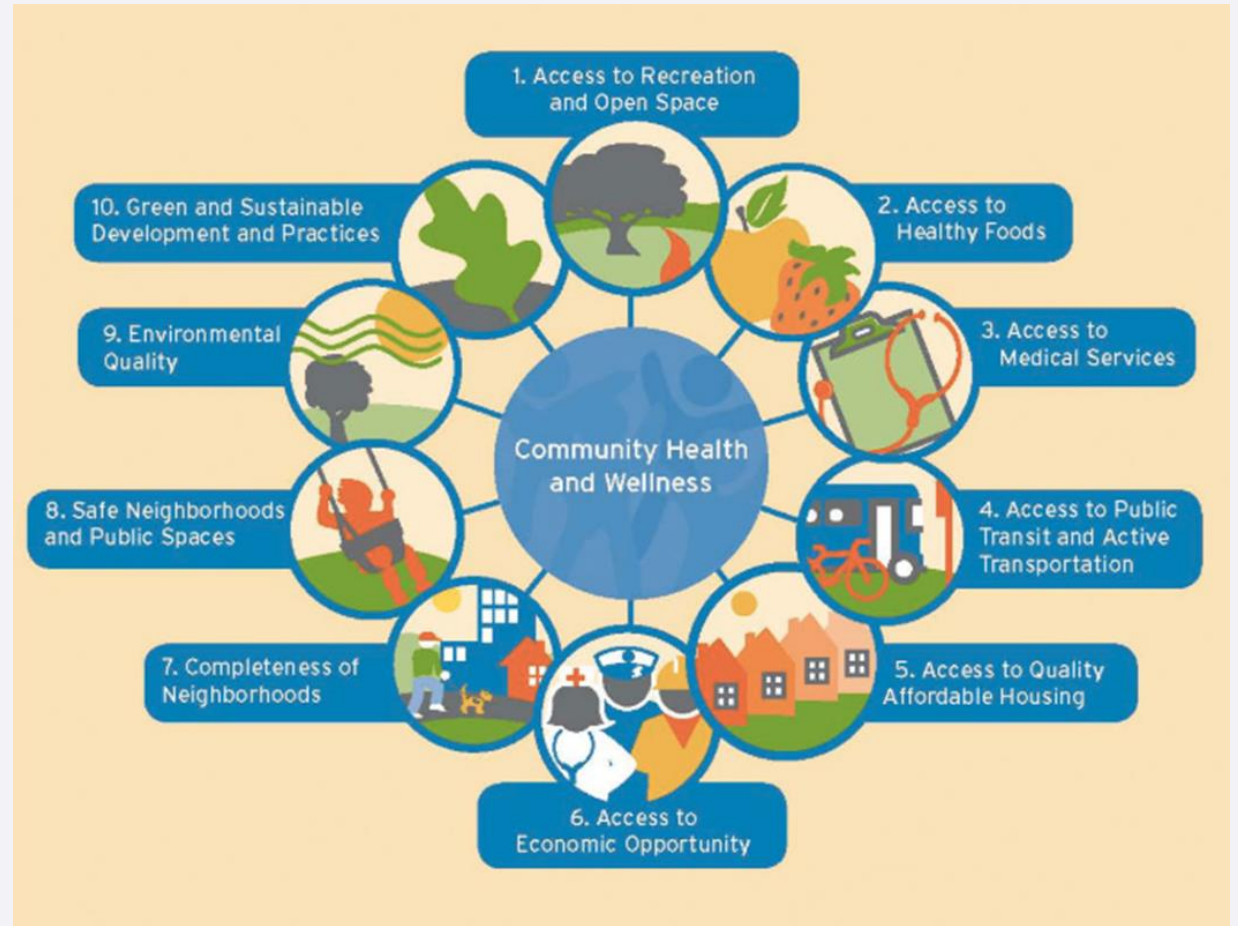 1. Access to Recreation
and Open Space
2. Access to
Healthy Foods
3. Access to
Medical Services
4. Access to Public
Transit and Active
Transportation
5. Access to Quality
Affordable Housing
6. Access to
Economic Opportunity
7. Completeness of
Neighborhoods
8. Safe Neighborhoods
and Public Spaces
9. Environmental
Quality
10. Green and Sustainable
Development and Practices
Community Health
and Wellness